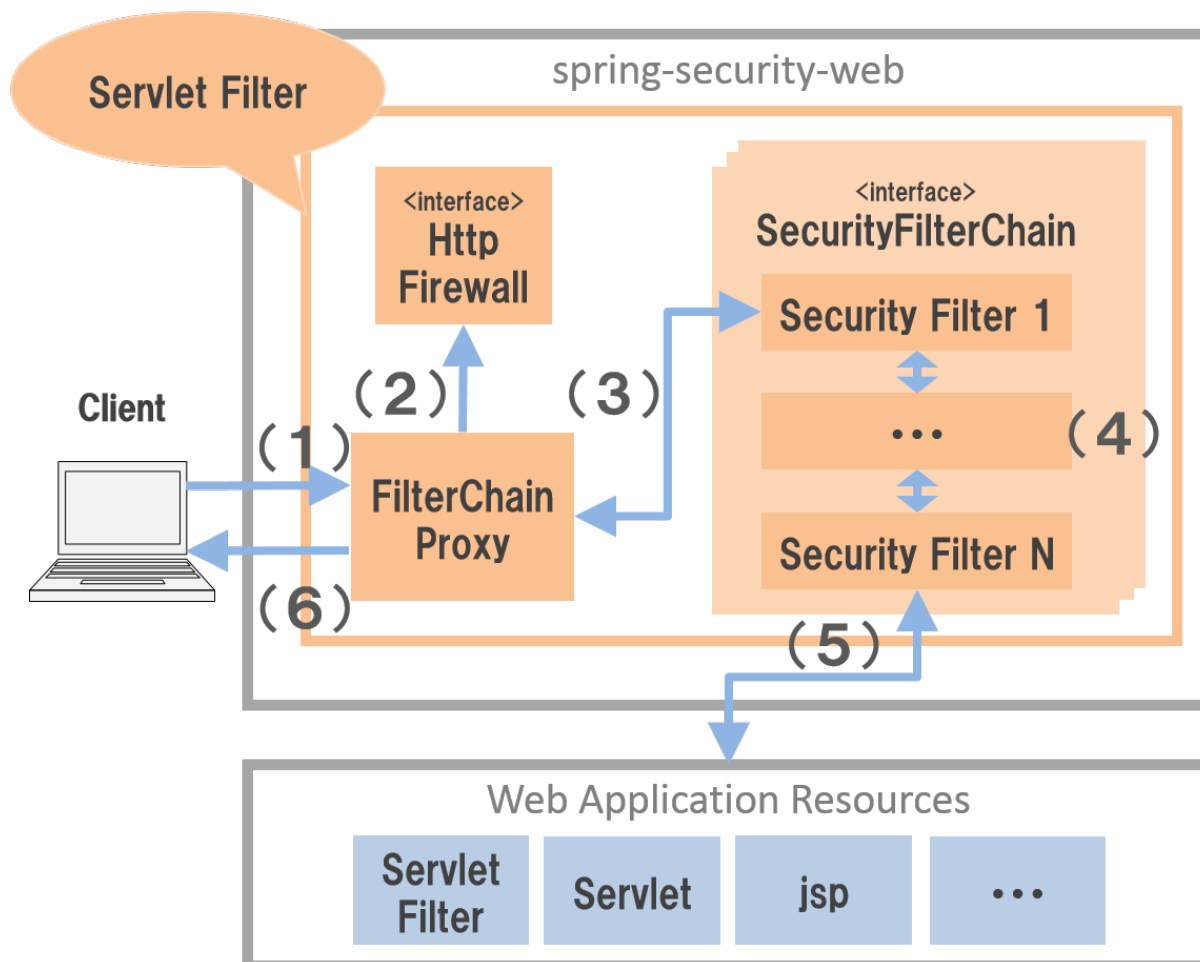 spring-security-web
Servlet Filter
<interface>
Http
Firewall
<interface>
SecurityFilterChain
Security Filter 1
(3)
(2)
Client
(1)
•••
(4)
FilterChain
Proxy
Security Filter N
(6)
(5)
Web Application Resources
Servlet
Filter
Servlet
jsp
•••